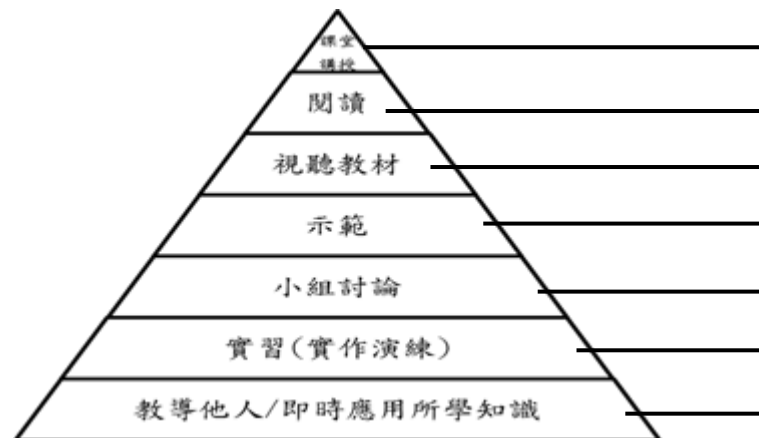 課堂
講授
閱讀
視聽教材
示範
小組討論
實習(實作演練)
教導他人/即時應用所學知識